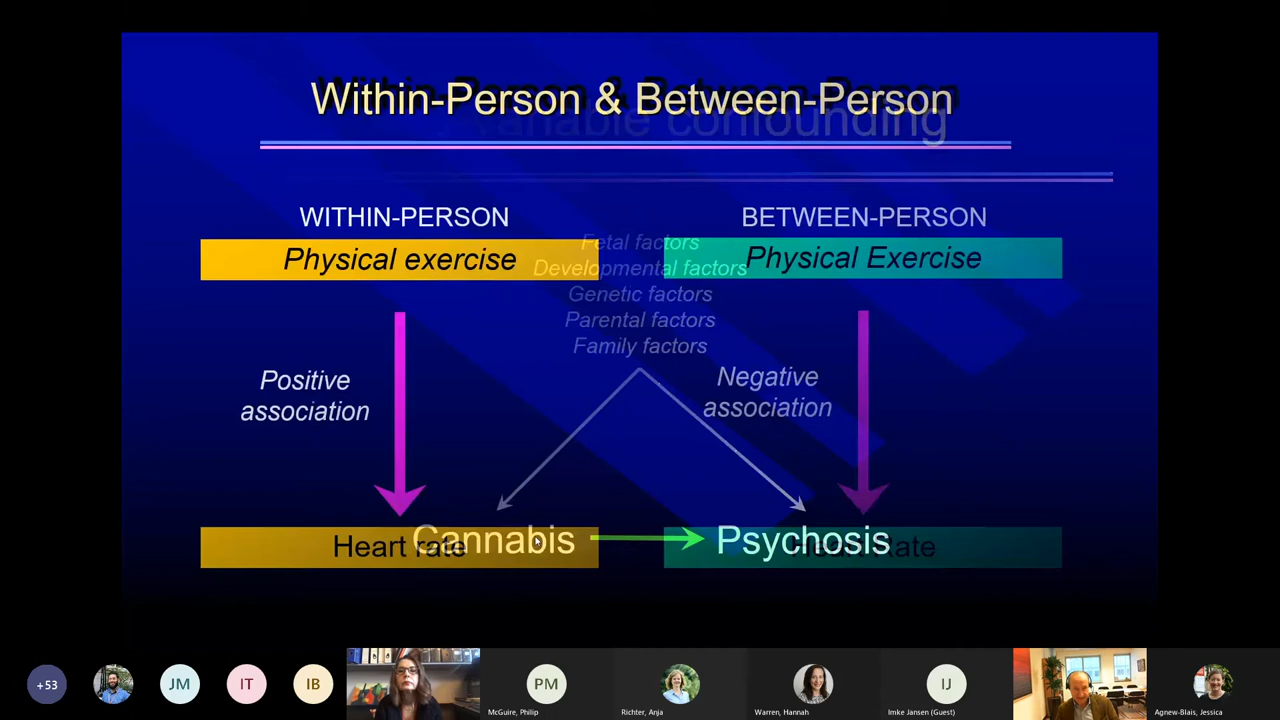 Within-Person & Between-Person
variable confounding
WITHIN-PERSON
BETWEEN-PERSON
Physical exercise
Physical Exercise
Fetal factors
Developmental factors
Genetic factors
Parental factors
Family factors
Positive
association
Negative
association
Heart rate
Heart Rate
Cannabis
Psychosis
+53
JM
IT
IB
PM
IJ
McGuire, Philip
Richter, Anja
Warren, Hannah
Imke Jansen (Guest)
Agnew-Blais, Jessica